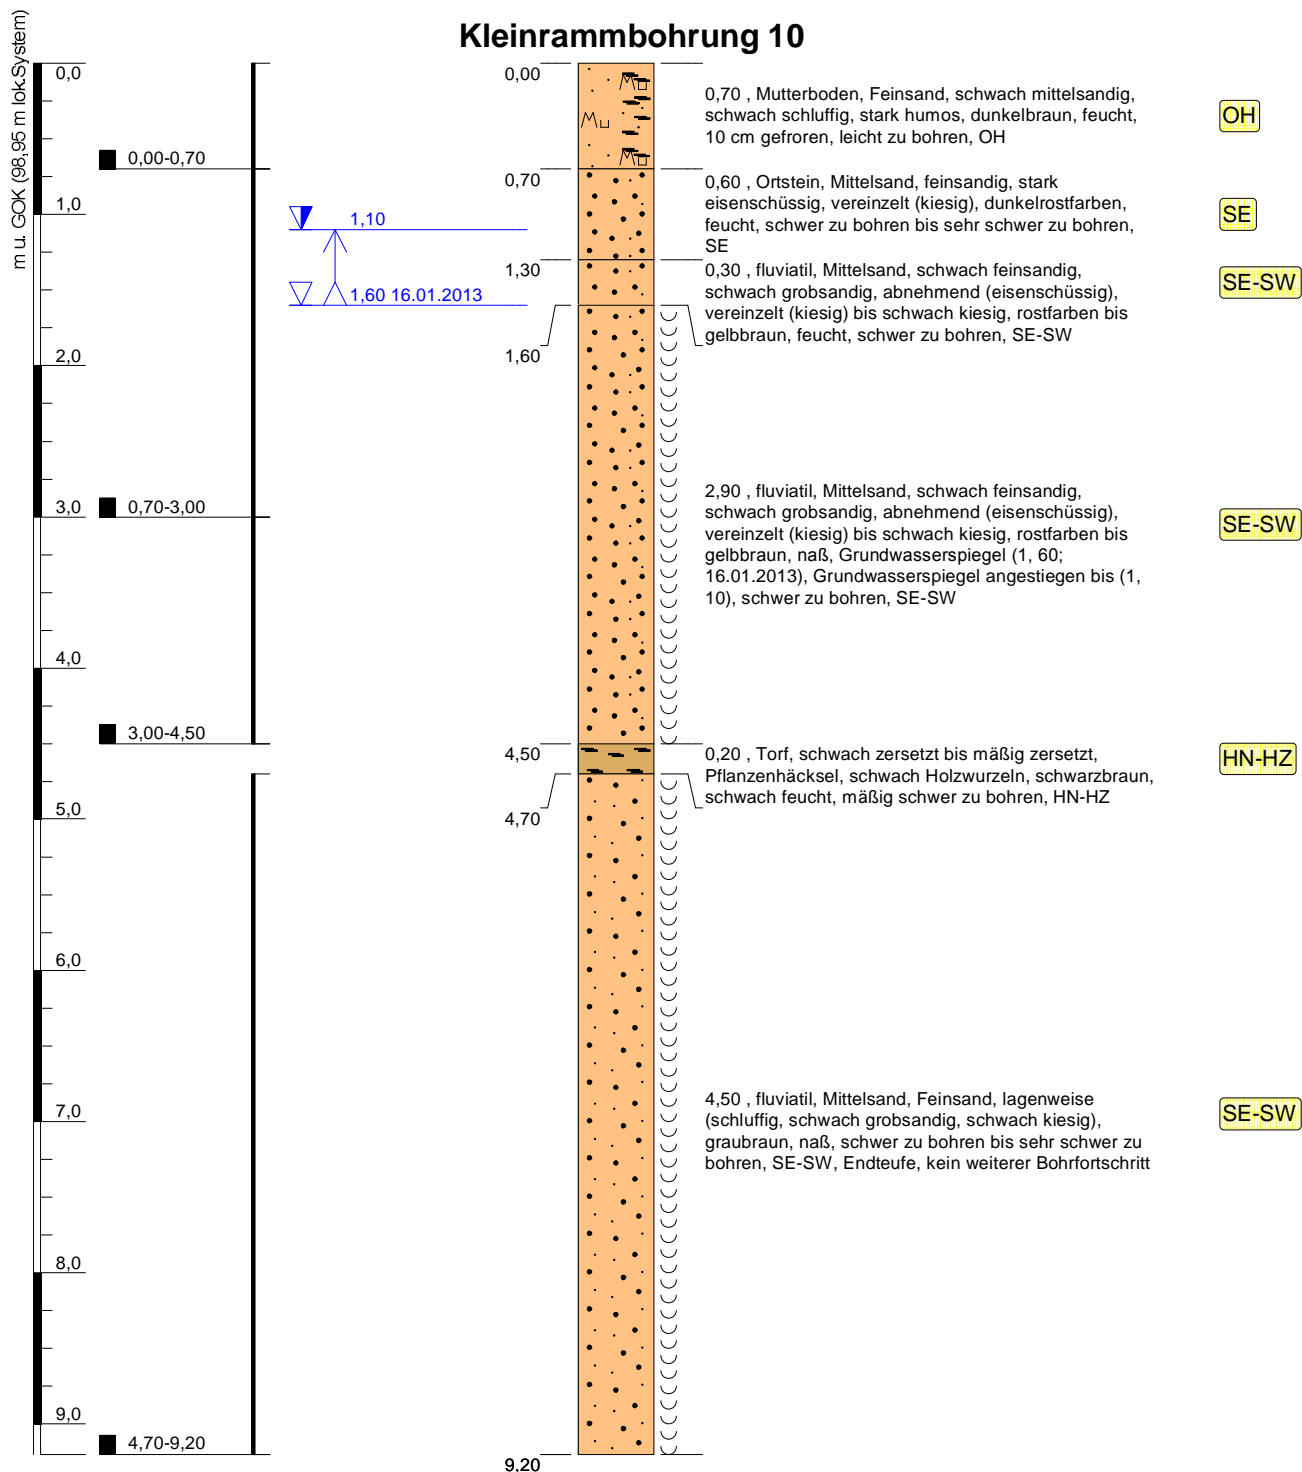 Kleinrammbohrung 10
m u. GOK (98,95 m lok.System)
0,0
1,0
2,0
3,0
4,0
5,0
6,0
7,0
8,0
9,0
0,00-0,70
0,70-3,00
3,00-4,50
4,70-9,20
1,10
1,60 16.01.2013
0,00
0,70
1,30
1,60
4,50
4,70
9,20
0,70 , Mutterboden, Feinsand, schwach mittelsandig,
schwach schluffig, stark humos, dunkelbraun, feucht,
10 cm gefroren, leicht zu bohren, OH
OH
0,60 , Ortstein, Mittelsand, feinsandig, stark
eisenschüssig, vereinzelt (kiesig), dunkelrostfarben,
feucht, schwer zu bohren bis sehr schwer zu bohren,
SE
SE
0,30 , fluviatil, Mittelsand, schwach feinsandig,
schwach grobsandig, abnehmend (eisenschüssig),
vereinzelt (kiesig) bis schwach kiesig, rostfarben bis
gelbbraun, feucht, schwer zu bohren, SE-SW
SE-SW
2,90 , fluviatil, Mittelsand, schwach feinsandig,
schwach grobsandig, abnehmend (eisenschüssig),
vereinzelt (kiesig) bis schwach kiesig, rostfarben bis
gelbbraun, naß, Grundwasserspiegel (1, 60;
16.01.2013), Grundwasserspiegel angestiegen bis (1,
10), schwer zu bohren, SE-SW
SE-SW
0,20 , Torf, schwach zersetzt bis mäßig zersetzt,
Pflanzenhäcksel, schwach Holzwurzeln, schwarzbraun,
schwach feucht, mäßig schwer zu bohren, HN-HZ
HN-HZ
4,50 , fluviatil, Mittelsand, Feinsand, lagenweise
(schluffig, schwach grobsandig, schwach kiesig),
graubraun, naß, schwer zu bohren bis sehr schwer zu
bohren, SE-SW, Endteufe, kein weiterer Bohrfortschritt
SE-SW